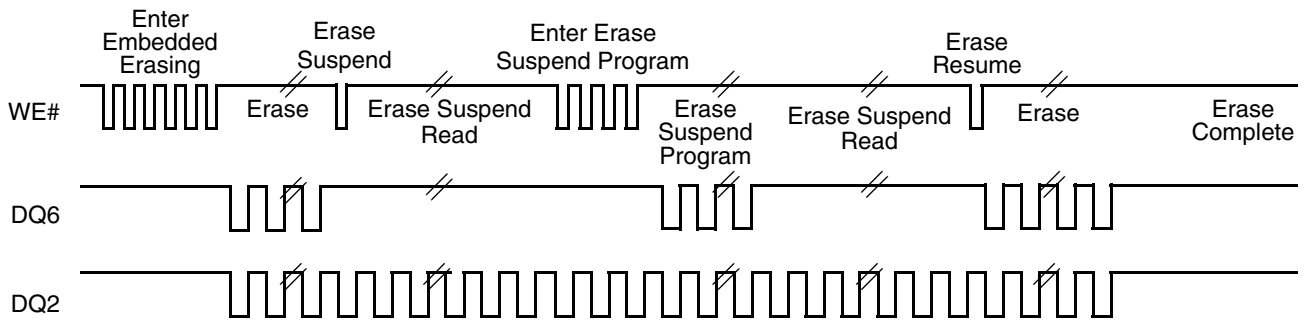 Enter
Embedded
Erasing
Erase
Suspend
Enter Erase
Suspend Program
Erase
Resume
WE#
Erase
Erase Suspend
Read
Erase
Suspend
Program
Erase Suspend
Read
Erase
Erase
Complete
DQ6
DQ2